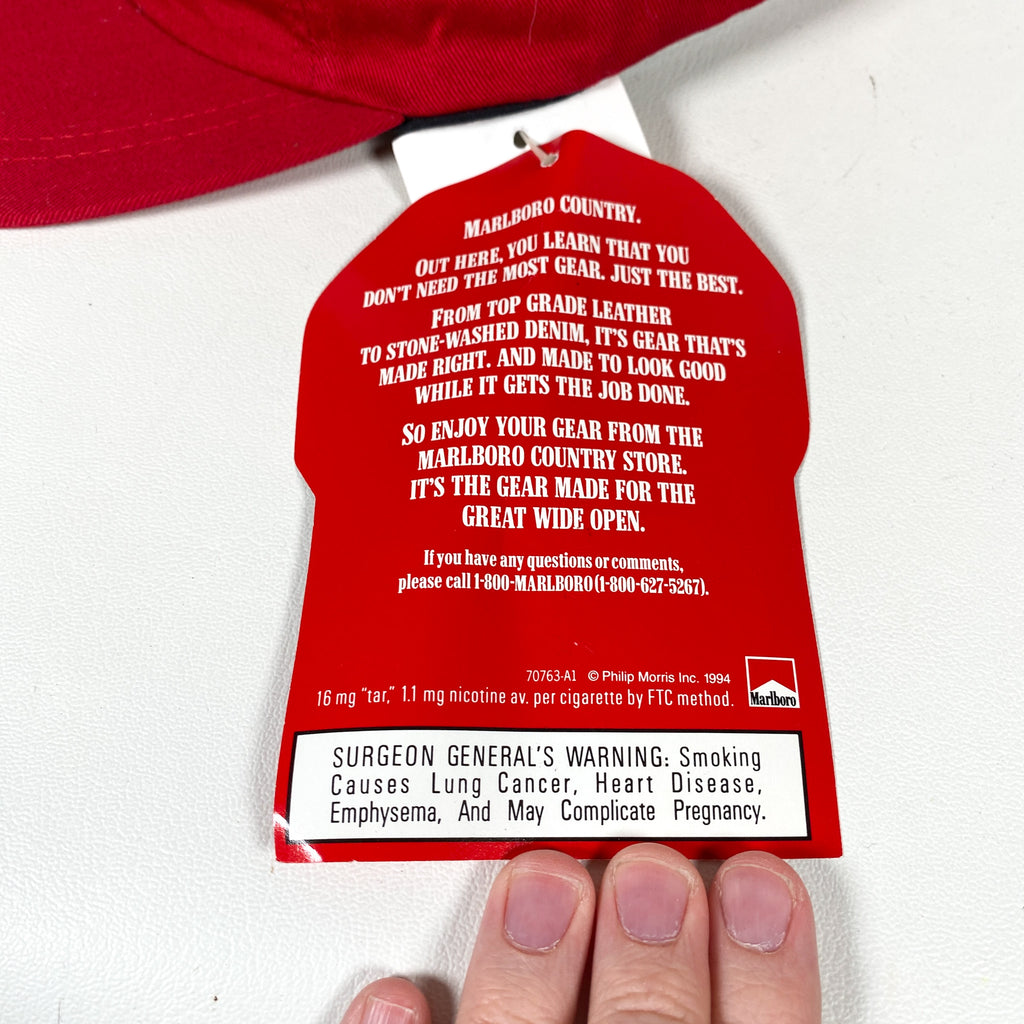 MARLBORO COUNTRY.
OUT HERE, YOU LEARN THAT YOU
DON'T NEED THE MOST GEAR. JUST THE BEST.
FROM TOP GRADE LEATHER
TO STONE-WASHED DENIM, IT'S GEAR THAT'S
MADE RIGHT. AND MADE TO LOOK GOOD
WHILE IT GETS THE JOB DONE.
SO ENJOY YOUR GEAR FROM THE
MARLBORO COUNTRY STORE.
IT'S THE GEAR MADE FOR THE
GREAT WIDE OPEN.
If you have any questions or comments,
please call 1-800-MARLBORO (1-800-627-5267).
70763-A1 © Philip Morris Inc. 1994
16 mg "tar," 1.1 mg nicotine av. per cigarette by FTC method.
Marlboro
SURGEON GENERAL'S WARNING: Smoking
Causes Lung Cancer, Heart Disease,
Emphysema, And May Complicate Pregnancy.